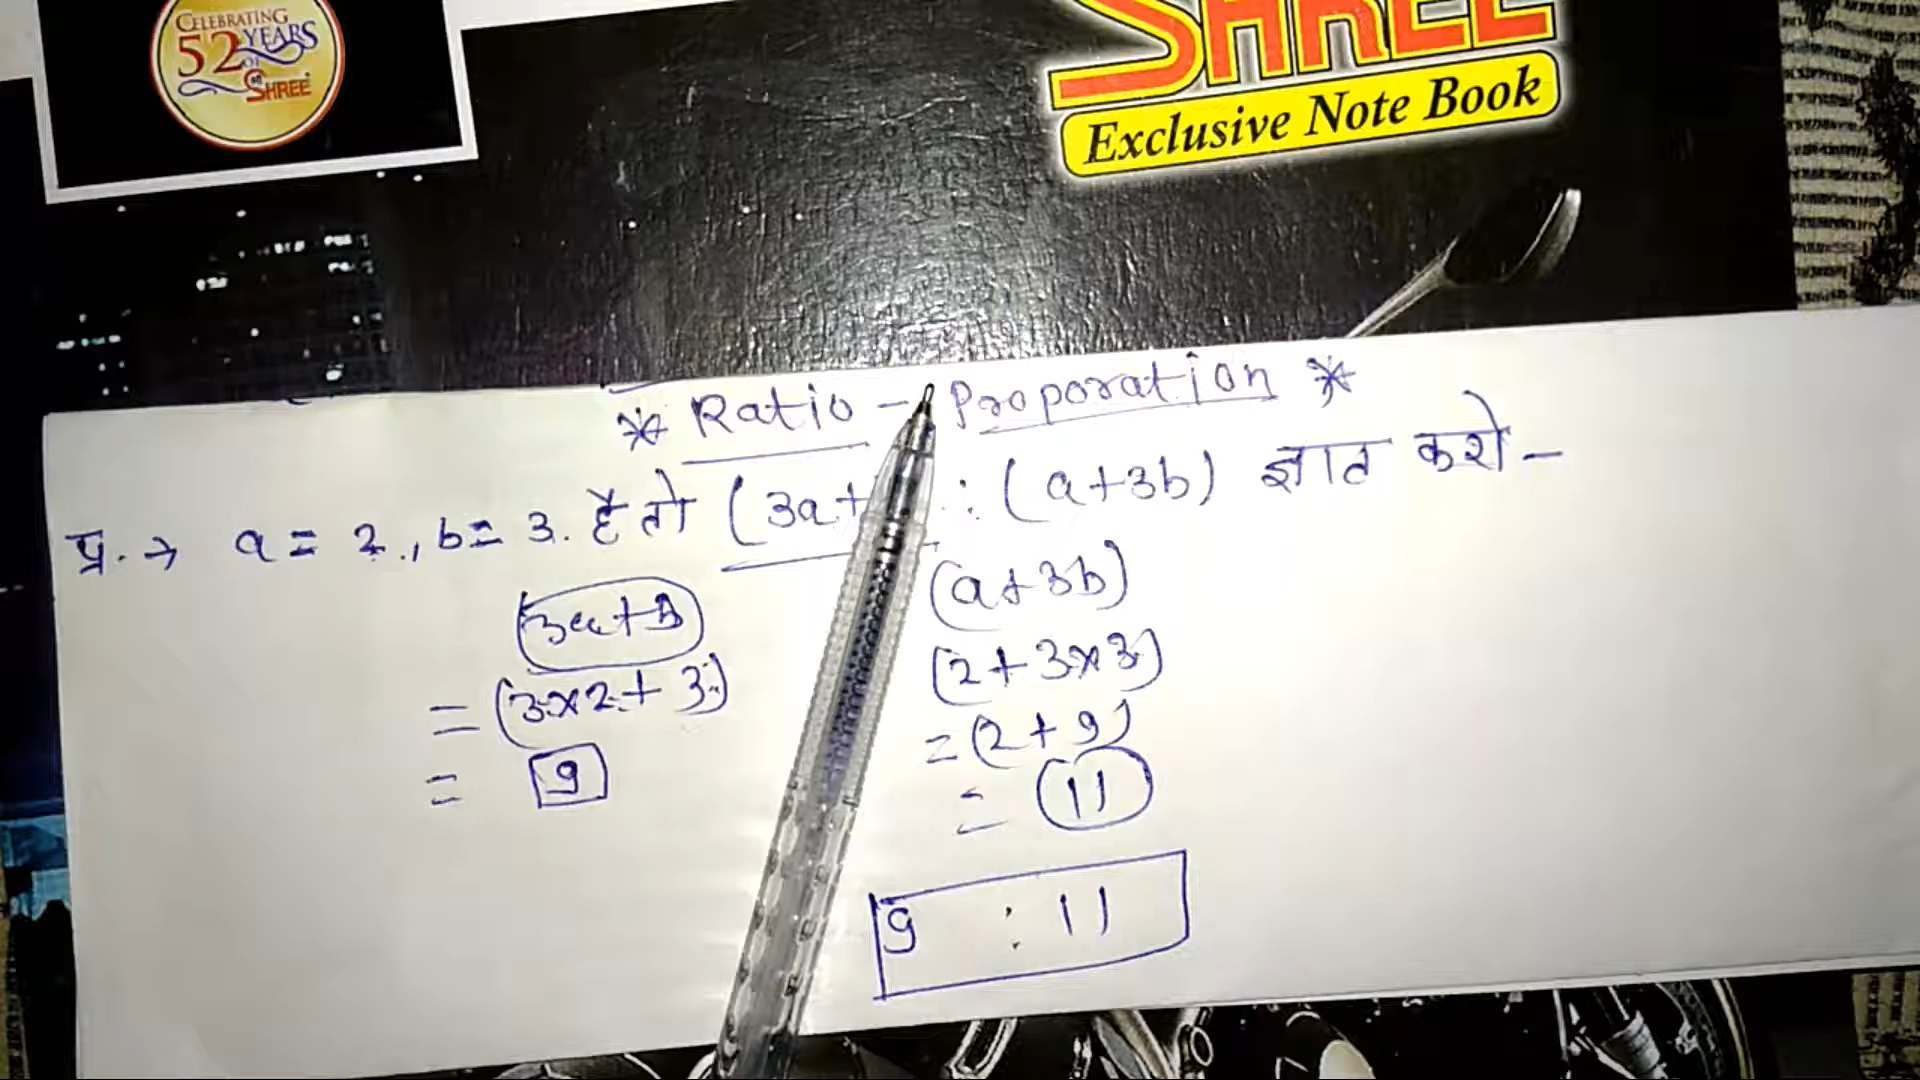 CELEBRATING
52 YEARS
OF
SHREE
SHREE
Exclusive Note Book
* Ratio - Proporation *
प्र. → a = 2., b = 3. है तो (3a+ : (a+3b) ज्ञात करो -
(3a+b)
= (3×2+3)
= 9
(a+3b)
(2+3×3)
= (2+9)
= 11
9 : 11